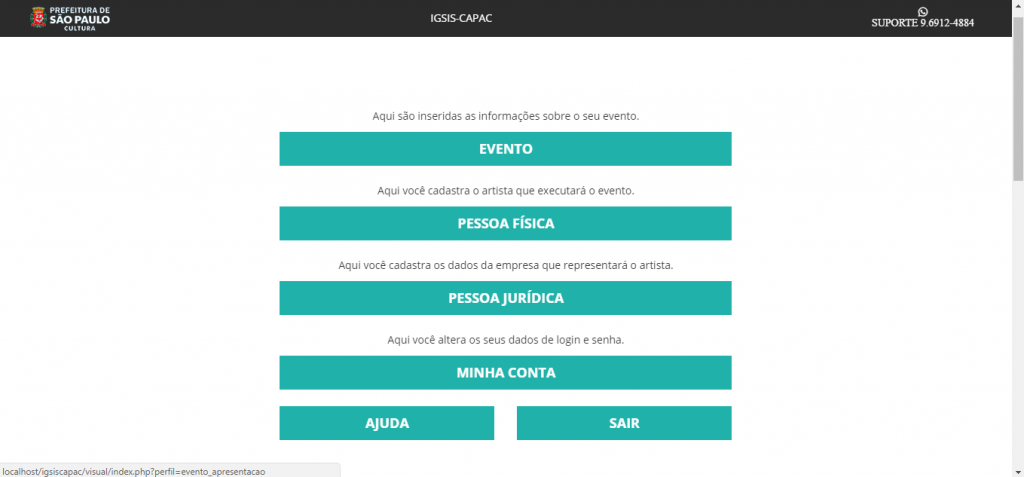 PREFEITURA DE
SÃO PAULO
CULTURA
IGSIS-CAPAC
SUPORTE 9.6912-4884
Aqui são inseridas as informações sobre o seu evento.
EVENTO
Aqui você cadastra o artista que executará o evento.
PESSOA FÍSICA
Aqui você cadastra os dados da empresa que representará o artista.
PESSOA JURÍDICA
Aqui você altera os seus dados de login e senha.
MINHA CONTA
AJUDA
SAIR
localhost/igsiscapac/visual/index.php?perfil=evento_apresentacao